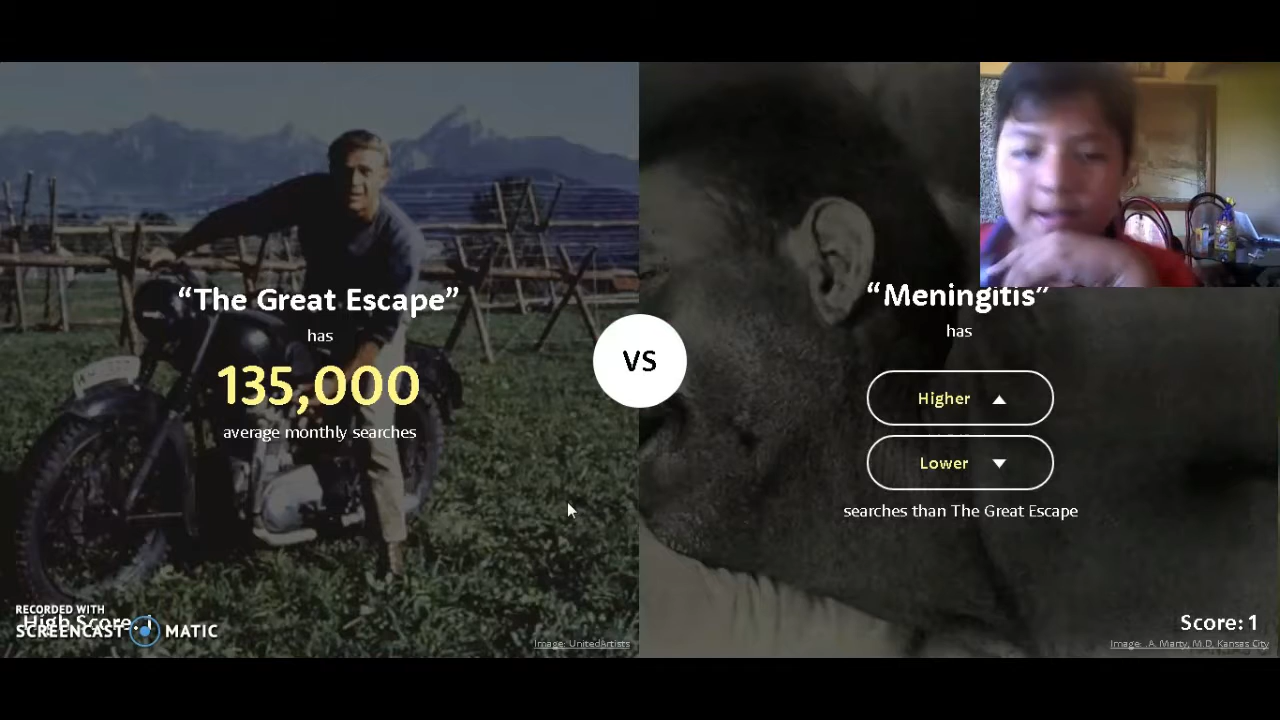 “The Great Escape”
has
135,000
average monthly searches
VS
“Meningitis”
has
Higher
Lower
searches than The Great Escape
RECORDED WITH
High Score: 1
SCREENCAST MATIC
Image: UnitedArtists
Score: 1
Image: .A. Marty, M.D, Kansas City